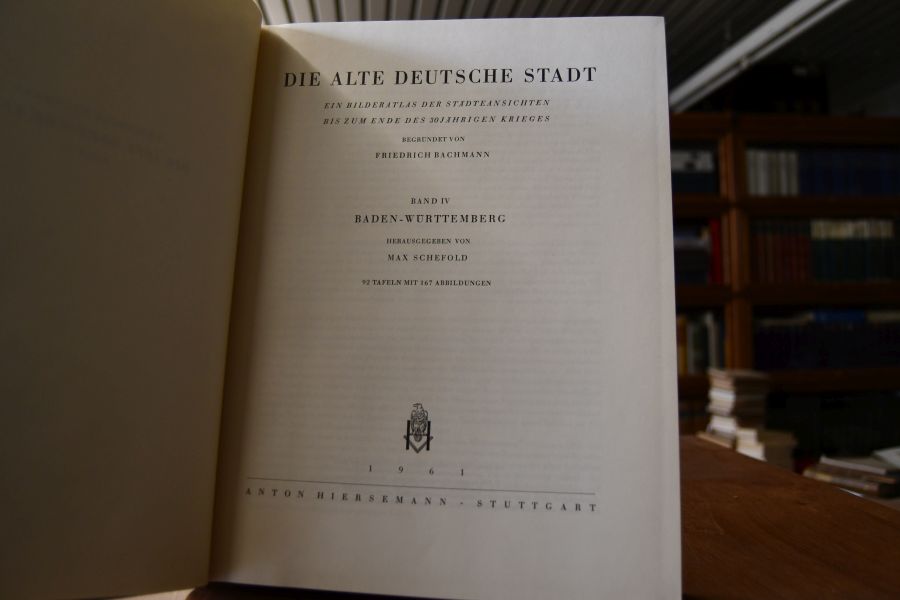 DIE ALTE DEUTSCHE STADT
EIN BILDERATLAS DER STÄDTEANSICHTEN
BIS ZUM ENDE DES 30JÄHRIGEN KRIEGES
BEGRÜNDET VON
FRIEDRICH BACHMANN
BAND IV
BADEN-WÜRTTEMBERG
HERAUSGEGEBEN VON
MAX SCHEFOLD
92 TAFELN MIT 167 ABBILDUNGEN
H
1961
ANTON HIERSEMANN · STUTTGART